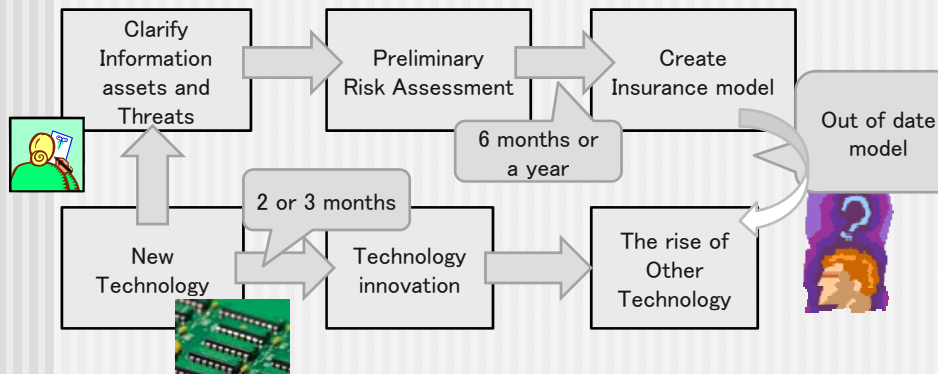 Clarify
Information
assets and
Threats
Preliminary
Risk Assessment
Create
Insurance model
6 months or
a year
Out of date
model
2 or 3 months
New
Technology
Technology
innovation
The rise of
Other
Technology